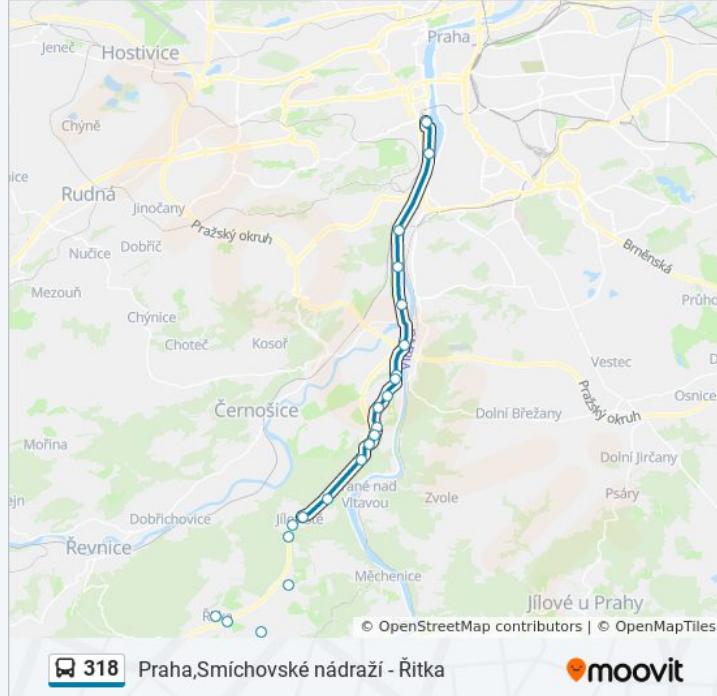 Praha
Jeneč
Hostivice
Chýně
Rudná
Jinočany
Pražský okruh
Dobříč
Nučice
Brněnská
Mezouň
Průho
Chýnice
Choteč
Kosoř
Vestec
Pražský okruh
Osnice
Černošice
Dolní Břežany
Mořina
Dolní Jirčany
Zvole
Psáry
Vltavou
Dobřichovice
Řevnice
Měchenice
Jílové u Prahy
© OpenStreetMap contributors | © OpenMapTiles
318 Praha,Smíchovské nádraží - Řitka
moovit